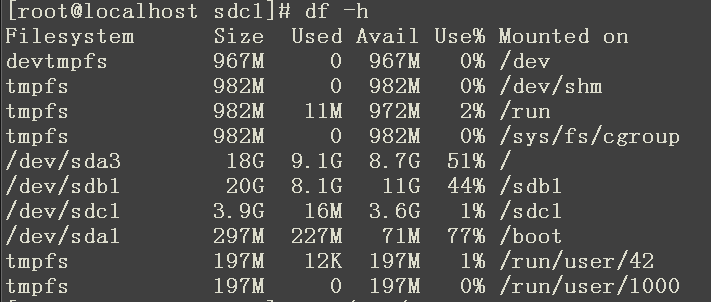 [root@localhost sdc1]# df -h
Filesystem      Size  Used Avail Use% Mounted on
devtmpfs        967M     0  967M   0% /dev
tmpfs           982M     0  982M   0% /dev/shm
tmpfs           982M   11M  972M   2% /run
tmpfs           982M     0  982M   0% /sys/fs/cgroup
/dev/sda3        18G  9.1G  8.7G  51% /
/dev/sdb1        20G  8.1G   11G  44% /sdb1
/dev/sdc1       3.9G   16M  3.6G   1% /sdc1
/dev/sda1       297M  227M   71M  77% /boot
tmpfs           197M   12K  197M   1% /run/user/42
tmpfs           197M     0  197M   0% /run/user/1000